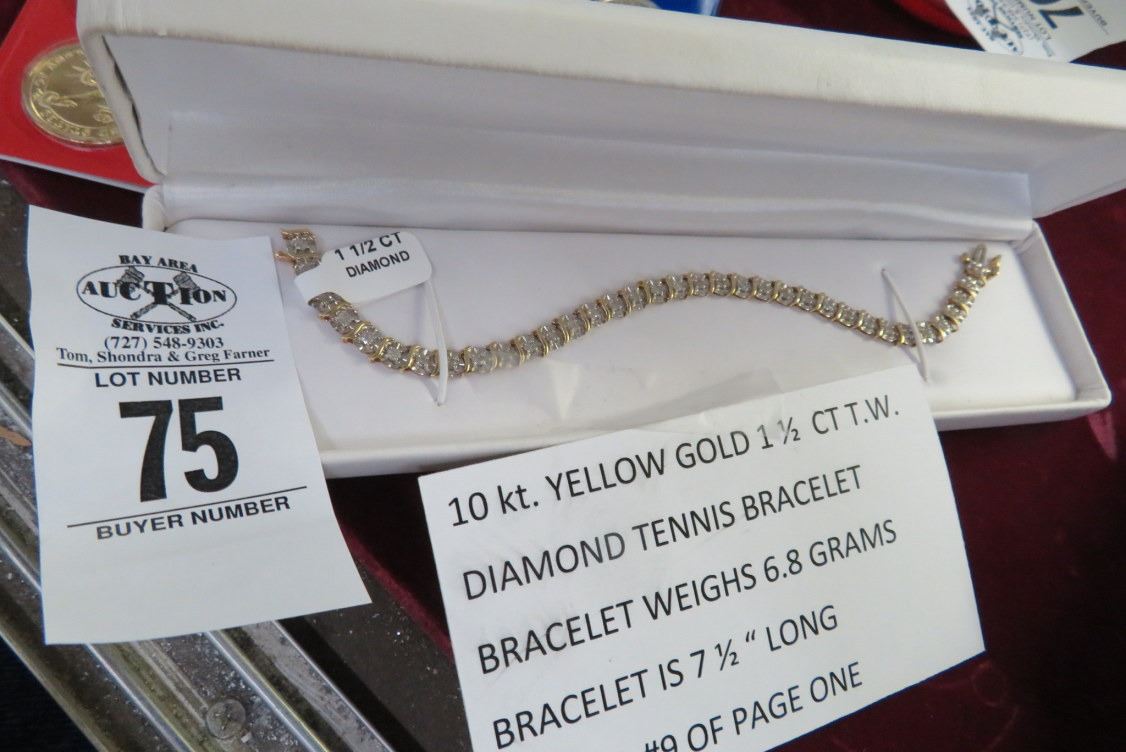 BAY AREA
AUCTION
SERVICES INC.
(727) 548-9303
Tom, Shondra & Greg Farner
LOT NUMBER
75
BUYER NUMBER
1 1/2 CT
DIAMOND
10 kt. YELLOW GOLD 1 ½ CT T.W.
DIAMOND TENNIS BRACELET
BRACELET WEIGHS 6.8 GRAMS
BRACELET IS 7 ½ “ LONG
#9 OF PAGE ONE